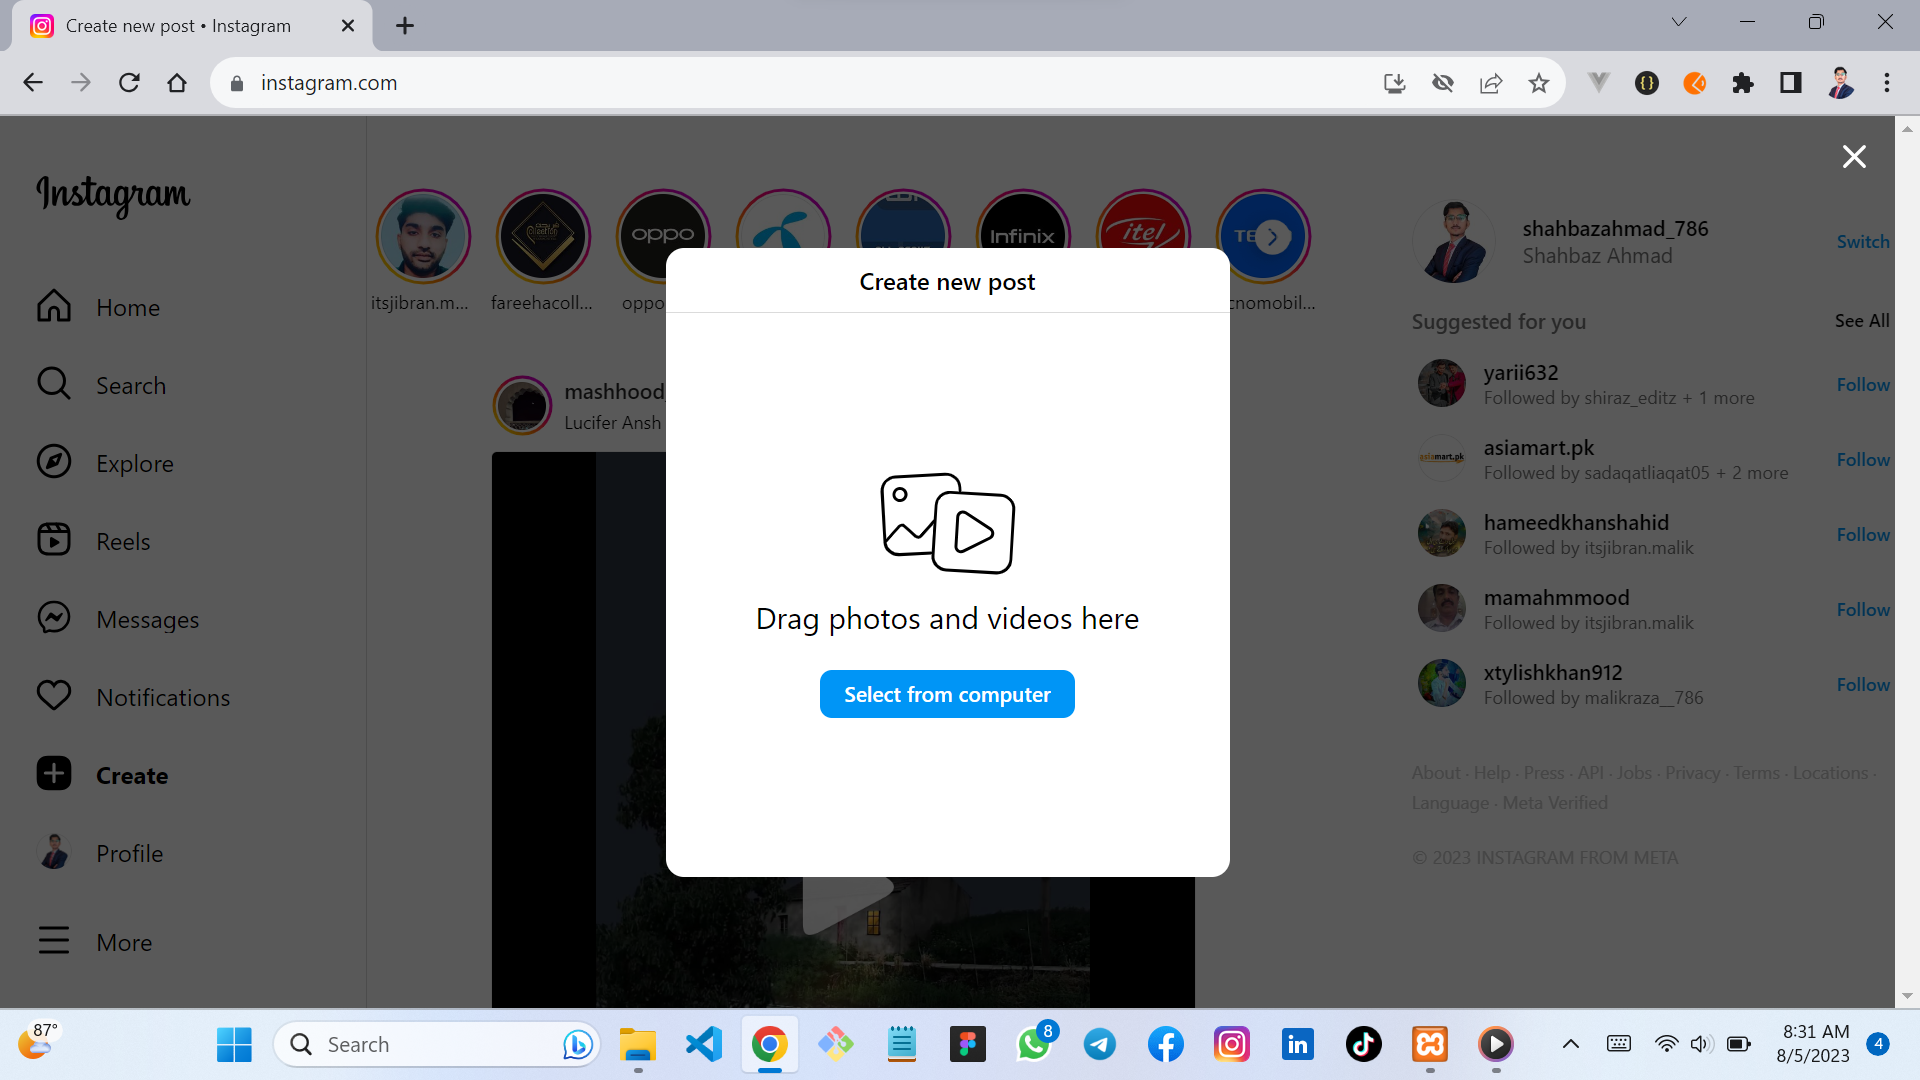 Create new post • Instagram
instagram.com
Instagram
Home
Search
Explore
Reels
Messages
Notifications
Create
Profile
More
oppo
Infinix
itel
itsjibran.m...
fareehacoll...
oppo
cnomobil...
mashhood_
Lucifer Ansh
Create new post
Drag photos and videos here
Select from computer
shahbazahmad_786
Shahbaz Ahmad
Switch
Suggested for you
See All
yarii632
Followed by shiraz_editz + 1 more
Follow
asiamart.pk
asiamart.pk
Followed by sadaqatliaqat05 + 2 more
Follow
hameedkhanshahid
Followed by itsjibran.malik
Follow
mamahmmood
Followed by itsjibran.malik
Follow
xtylishkhan912
Followed by malikraza__786
Follow
About · Help · Press · API · Jobs · Privacy · Terms · Locations ·
Language · Meta Verified
© 2023 INSTAGRAM FROM META
87°
Search
8
8:31 AM
8/5/2023
4